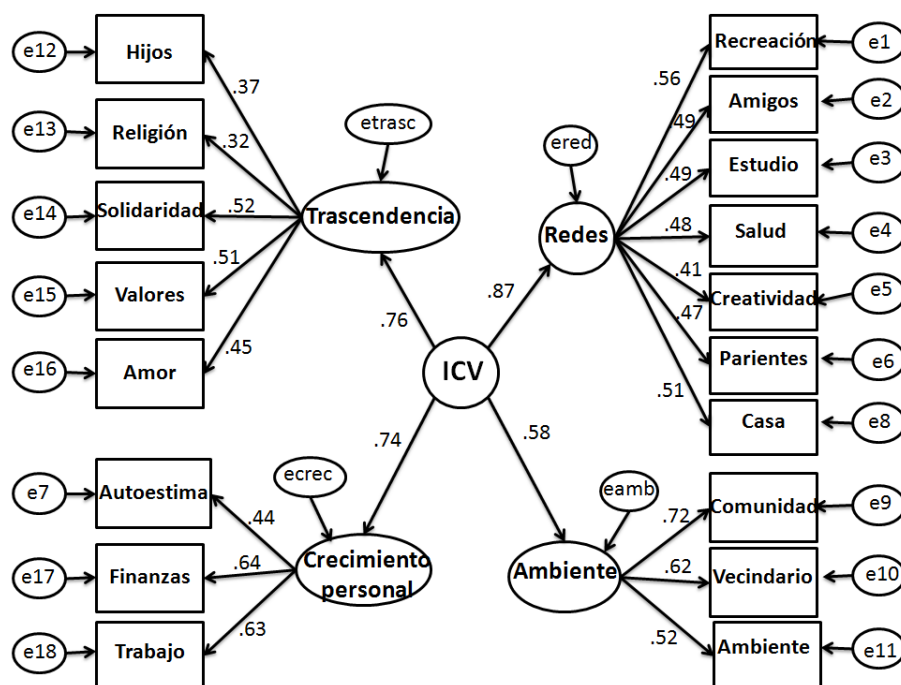 e12
Hijos
.37
e13
Religión
.32
e14
Solidaridad
.52
e15
Valores
.51
e16
Amor
.45
etrasc
Trascendencia
.76
ered
Redes
.87
Recreación
e1
.56
Amigos
e2
.49
Estudio
e3
.49
Salud
e4
.48
Creatividad
e5
.41
Parientes
e6
.47
Casa
e8
.51
ICV
.74
.58
e7
Autoestima
.44
e17
Finanzas
.64
e18
Trabajo
.63
ecrec
Crecimiento
personal
eamb
Ambiente
Comunidad
e9
.72
Vecindario
e10
.62
Ambiente
e11
.52